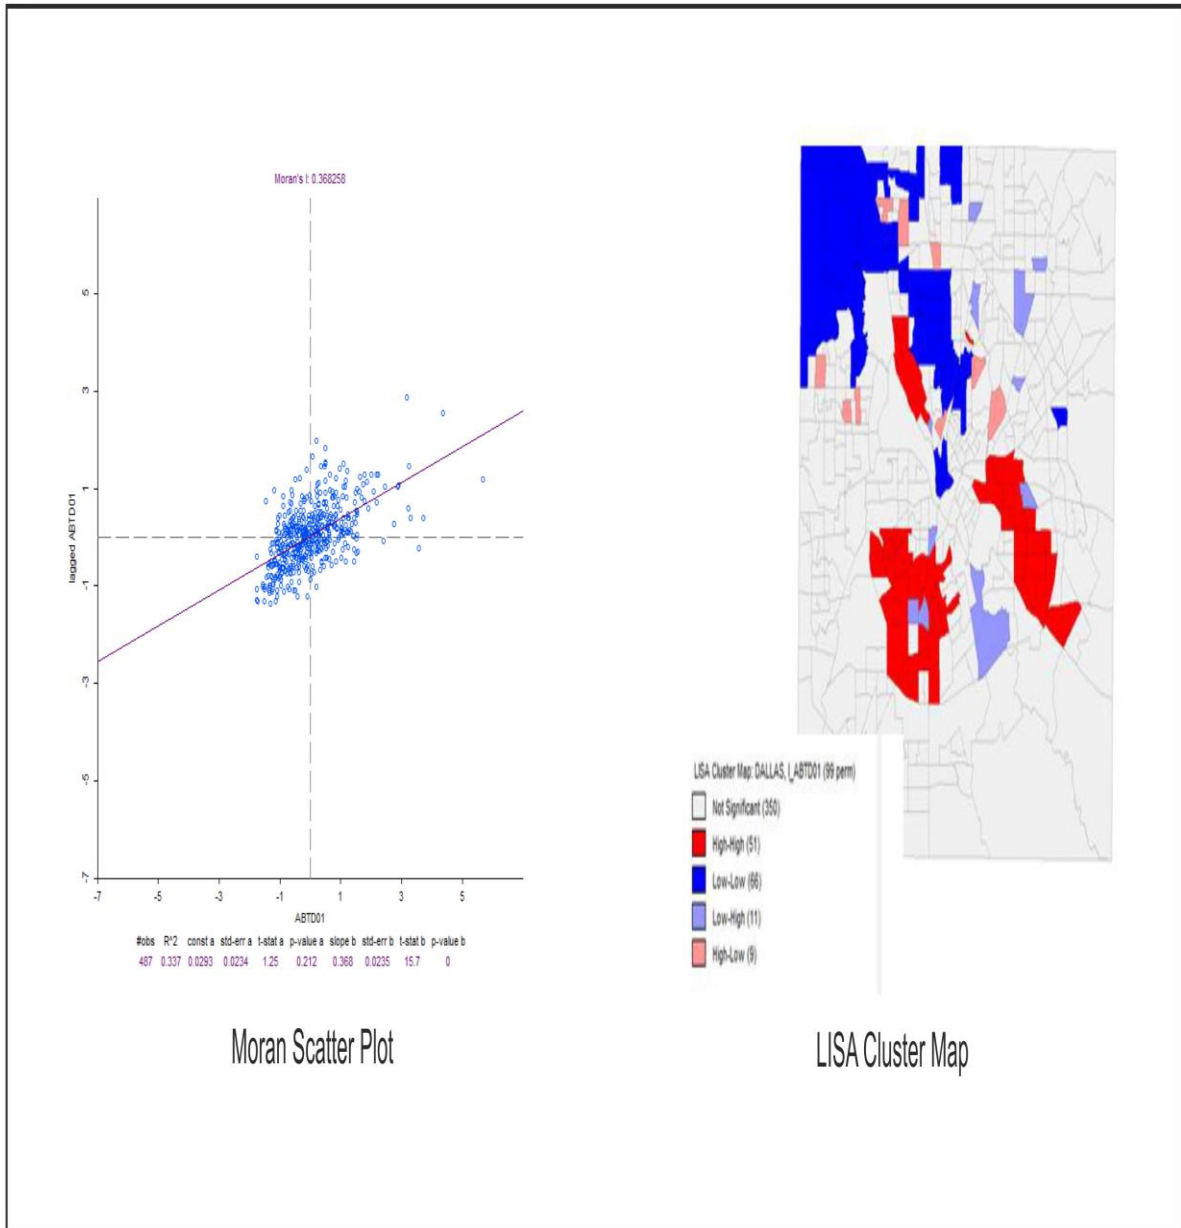 Moran's I: 0.368258
lagged ABTD01
5
3
1
-1
-3
-5
-7
-7 -5 -3 -1 1 3 5
ABTD01
#obs R^2 const a std-err a t-stat a p-value a slope b std-err b t-stat b p-value b
487 0.337 0.0293 0.0234 1.25 0.212 0.368 0.0235 15.7 0
Moran Scatter Plot
LISA Cluster Map: DALLAS, I_ABTD01 (99 perm)
Not Significant (350)
High-High (51)
Low-Low (66)
Low-High (11)
High-Low (9)
LISA Cluster Map